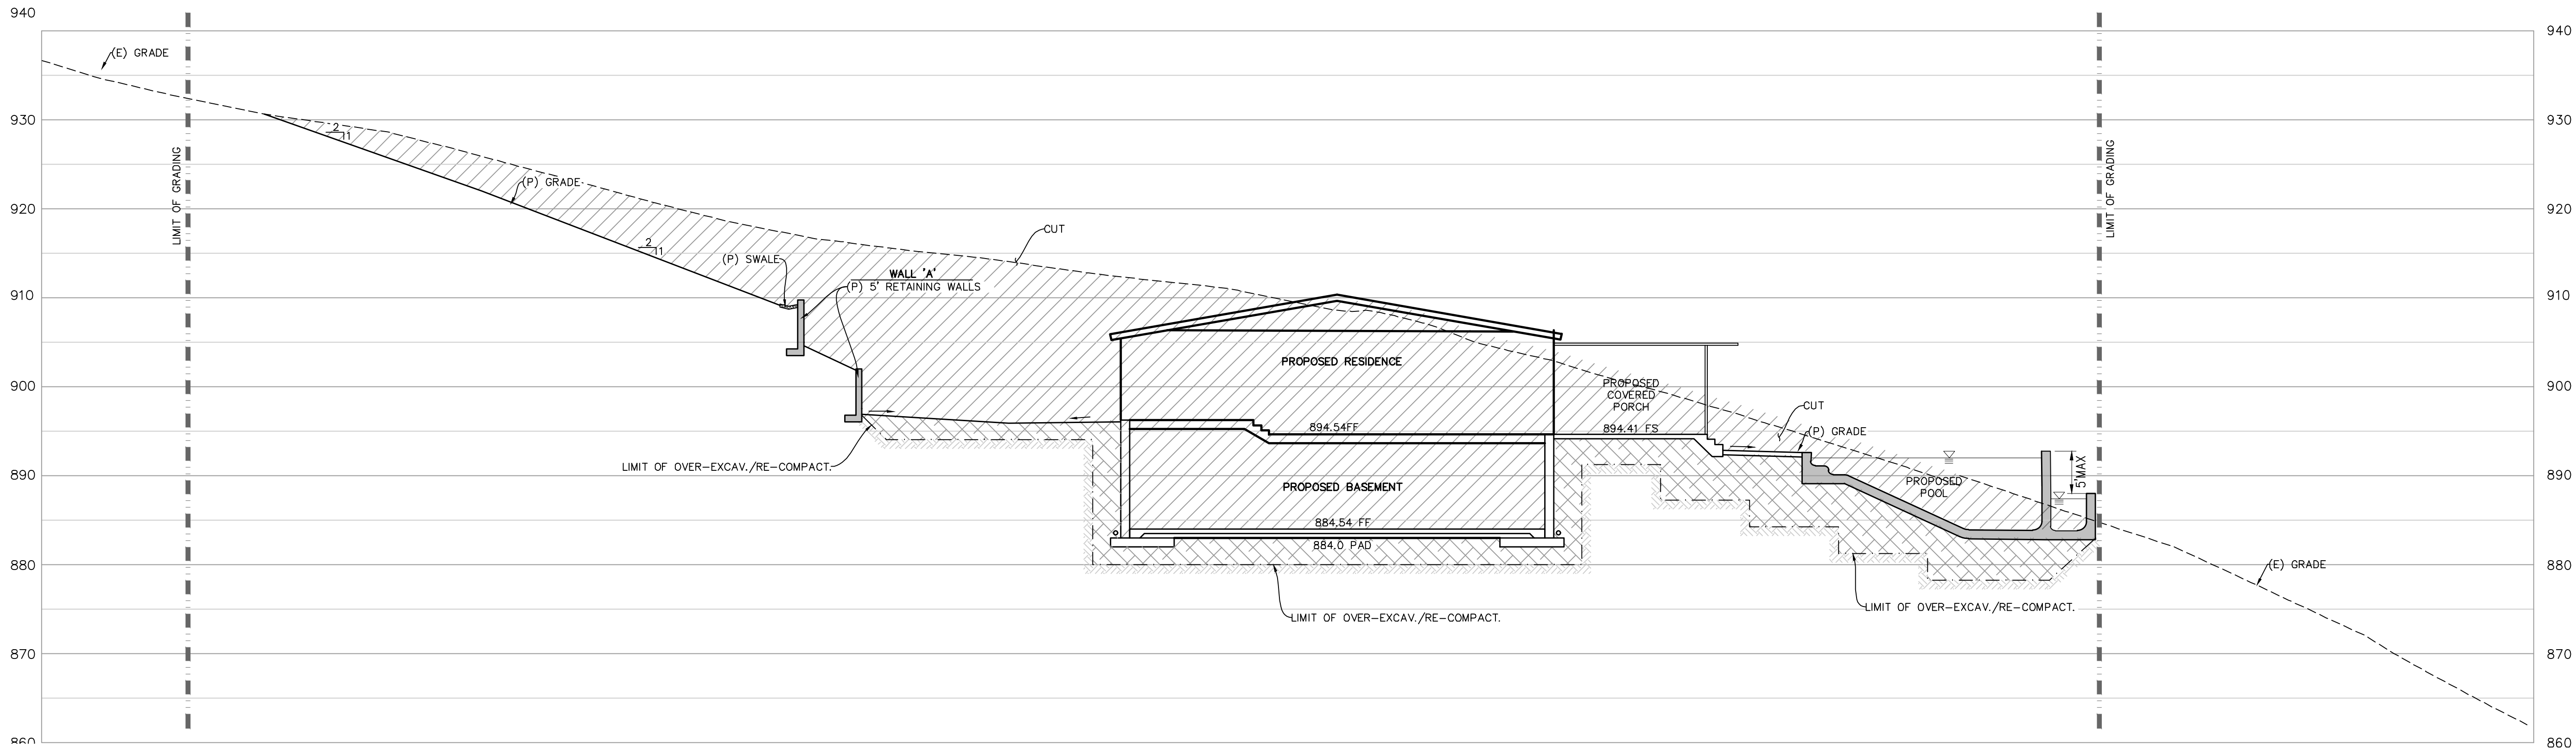 940
940
(E) GRADE
930
930
2
1
LIMIT OF GRADING
LIMIT OF GRADING
(P) GRADE
920
920
CUT
2
1
(P) SWALE
WALL 'A'
(P) 5' RETAINING WALLS
910
910
PROPOSED RESIDENCE
900
900
PROPOSED
COVERED
PORCH
CUT
(P) GRADE
894.54FF
894.41 FS
LIMIT OF OVER-EXCAV./RE-COMPACT.
5'MAX
890
890
PROPOSED BASEMENT
PROPOSED
POOL
884.54 FF
884.0 PAD
880
880
(E) GRADE
LIMIT OF OVER-EXCAV./RE-COMPACT.
LIMIT OF OVER-EXCAV./RE-COMPACT.
870
870
860
860